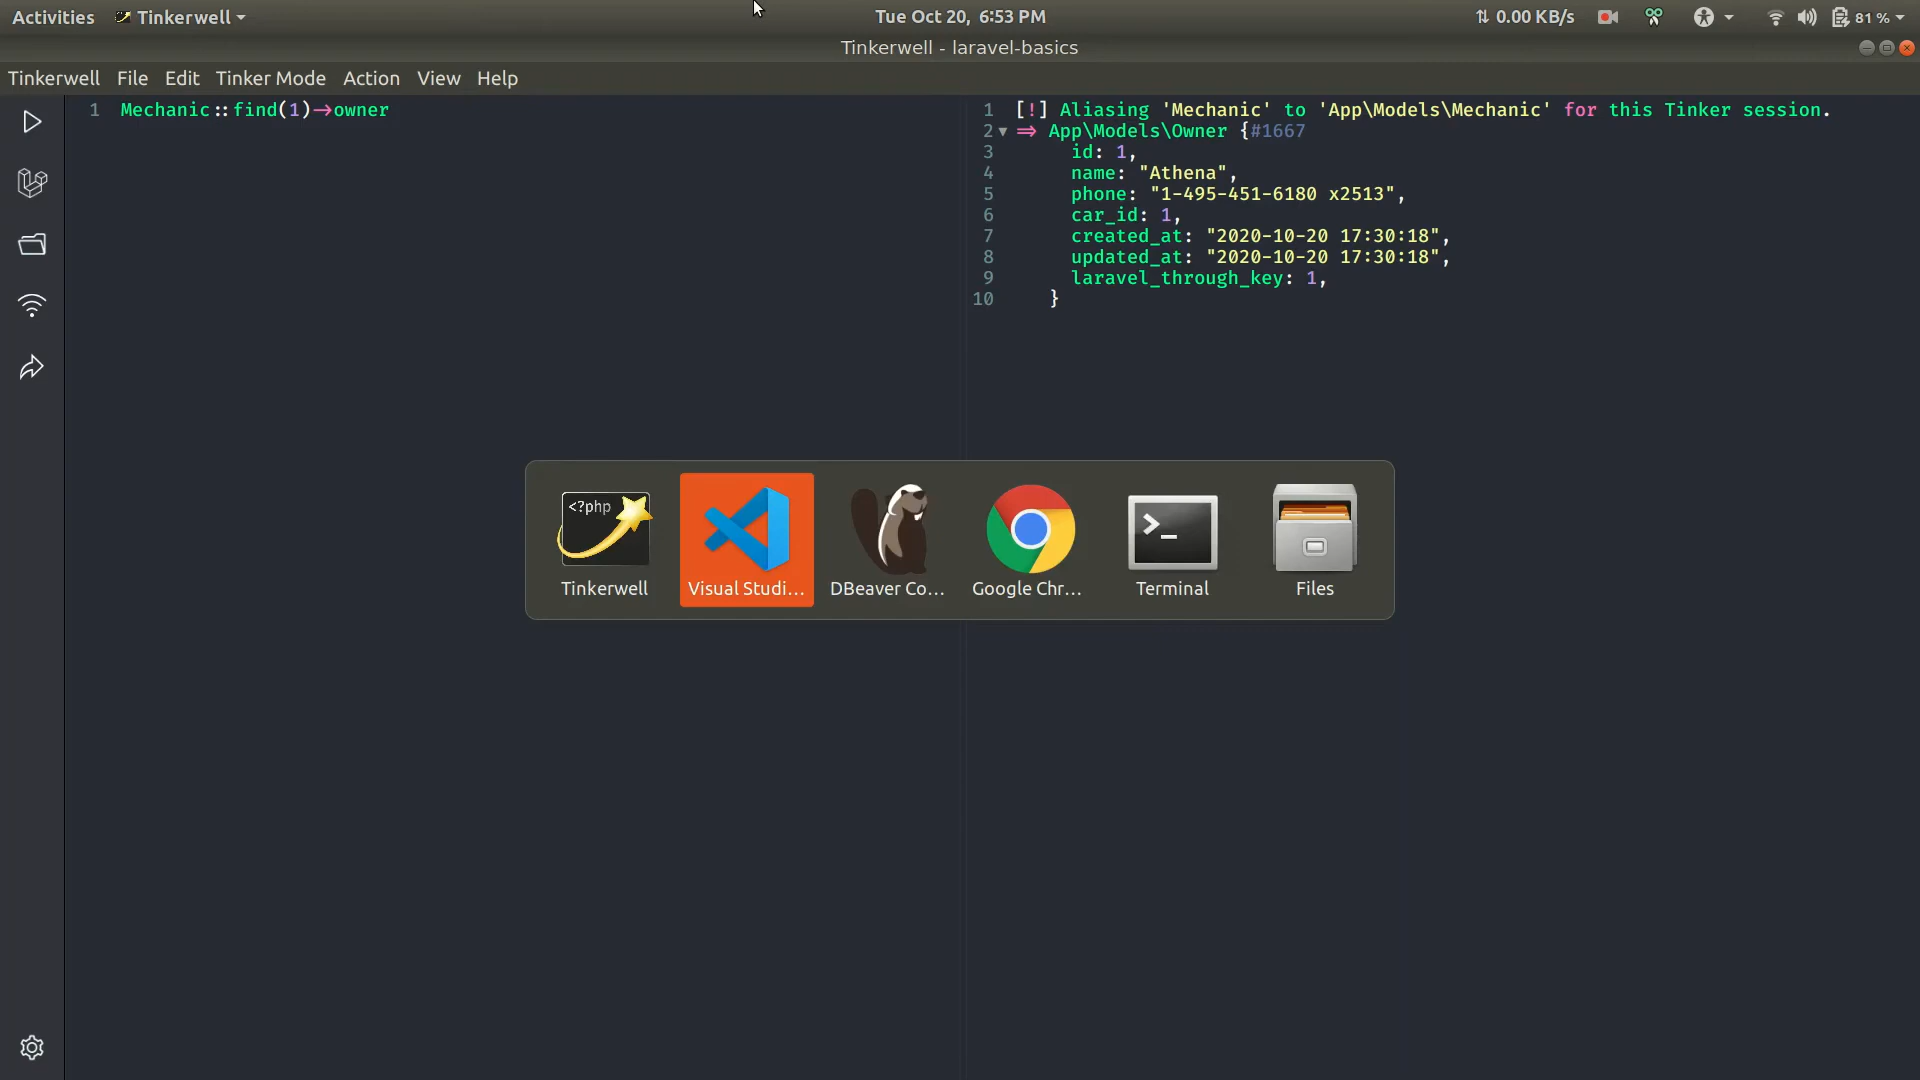 Activities Tinkerwell Tue Oct 20, 6:53 PM 0.00 KB/s 81 %
Tinkerwell - laravel-basics
Tinkerwell File Edit Tinker Mode Action View Help
1 Mechanic::find(1)→owner
1 [!] Aliasing 'Mechanic' to 'App\Models\Mechanic' for this Tinker session.
2 ⇒ App\Models\Owner {#1667
3 id: 1,
4 name: "Athena",
5 phone: "1-495-451-6180 x2513",
6 car_id: 1,
7 created_at: "2020-10-20 17:30:18",
8 updated_at: "2020-10-20 17:30:18",
9 laravel_through_key: 1,
10 }
<?php
Tinkerwell Visual Studi... DBeaver Co... Google Chr... Terminal Files